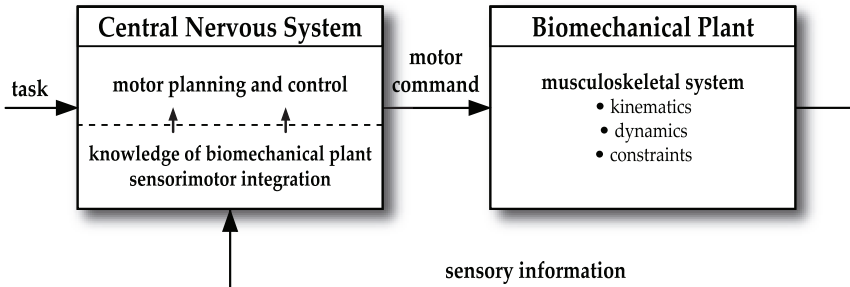 Central Nervous System
Biomechanical Plant
task
motor planning and control
motor
command
musculoskeletal system
• kinematics
• dynamics
• constraints
knowledge of biomechanical plant
sensorimotor integration
sensory information